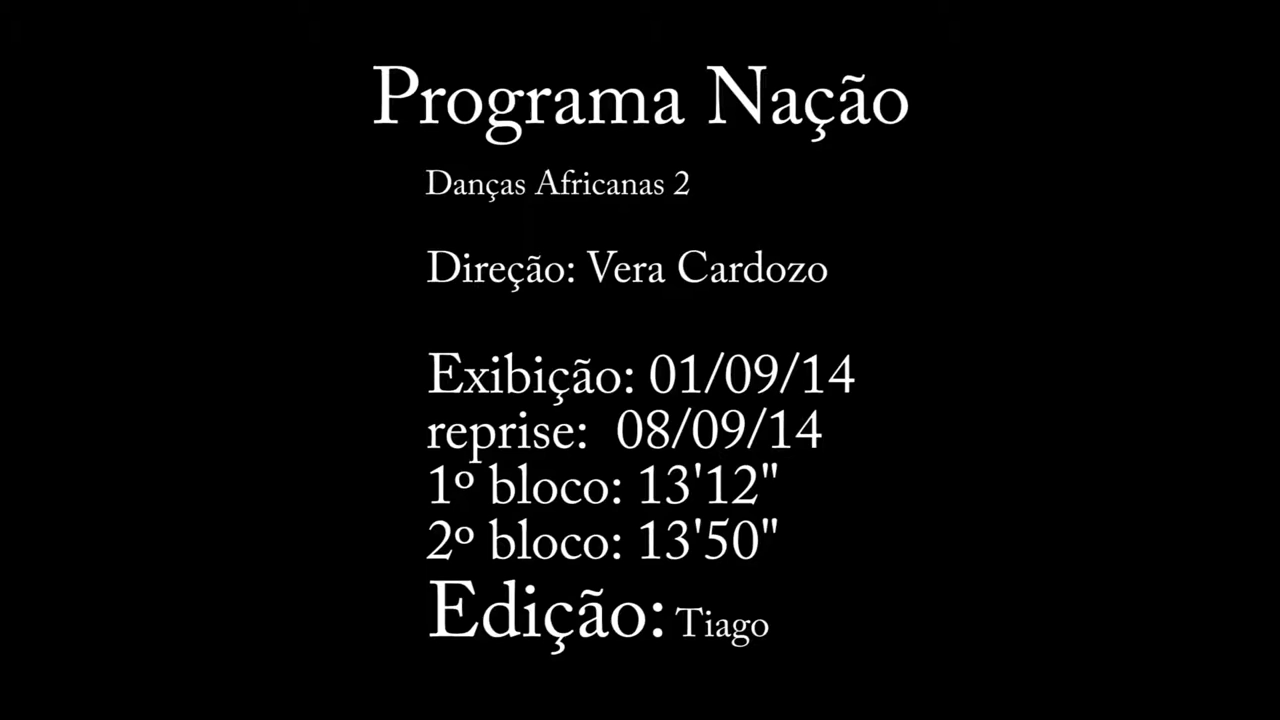 Programa Nação
Danças Africanas 2
Direção: Vera Cardozo
Exibição: 01/09/14
reprise: 08/09/14
1º bloco: 13'12"
2º bloco: 13'50"
Edição: Tiago